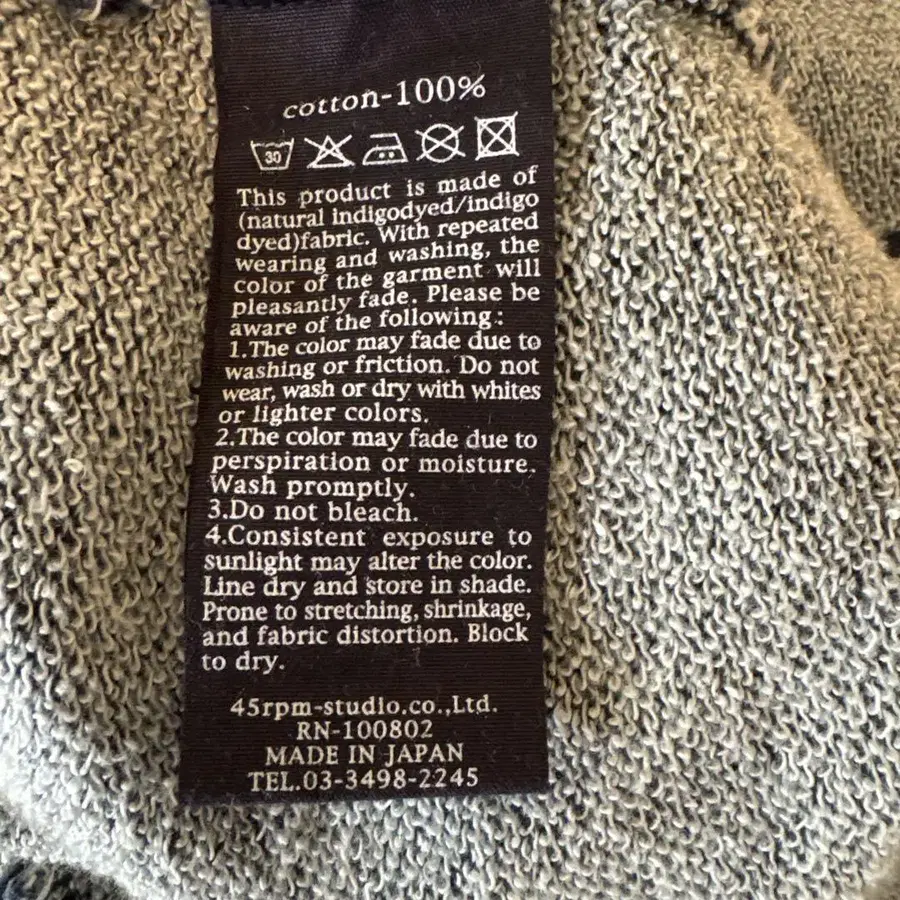 cotton-100%
30
This product is made of
(natural indigodyed/indigo
dyed)fabric. With repeated
wearing and washing, the
color of the garment will
pleasantly fade. Please be
aware of the following:
1.The color may fade due to
washing or friction. Do not
wear, wash or dry with whites
or lighter colors.
2.The color may fade due to
perspiration or moisture.
Wash promptly.
3.Do not bleach.
4.Consistent exposure to
sunlight may alter the color.
Line dry and store in shade.
Prone to stretching, shrinkage,
and fabric distortion. Block
to dry.
45rpm-studio.co.,Ltd.
RN-100802
MADE IN JAPAN
TEL.03-3498-2245